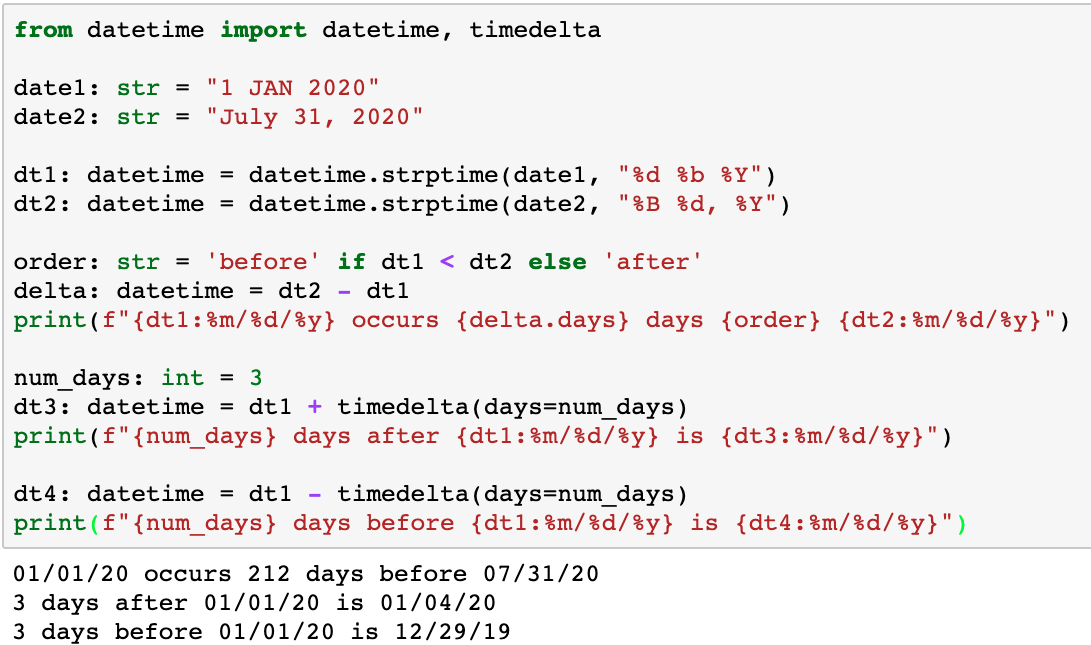 from datetime import datetime, timedelta
date1: str = "1 JAN 2020"
date2: str = "July 31, 2020"
dt1: datetime = datetime.strptime(date1, "%d %b %Y")
dt2: datetime = datetime.strptime(date2, "%B %d, %Y")
order: str = 'before' if dt1 < dt2 else 'after'
delta: datetime = dt2 - dt1
print(f"{dt1:%m/%d/%y} occurs {delta.days} days {order} {dt2:%m/%d/%y}")
num_days: int = 3
dt3: datetime = dt1 + timedelta(days=num_days)
print(f"{num_days} days after {dt1:%m/%d/%y} is {dt3:%m/%d/%y}")
dt4: datetime = dt1 - timedelta(days=num_days)
print(f"{num_days} days before {dt1:%m/%d/%y} is {dt4:%m/%d/%y}")
01/01/20 occurs 212 days before 07/31/20
3 days after 01/01/20 is 01/04/20
3 days before 01/01/20 is 12/29/19